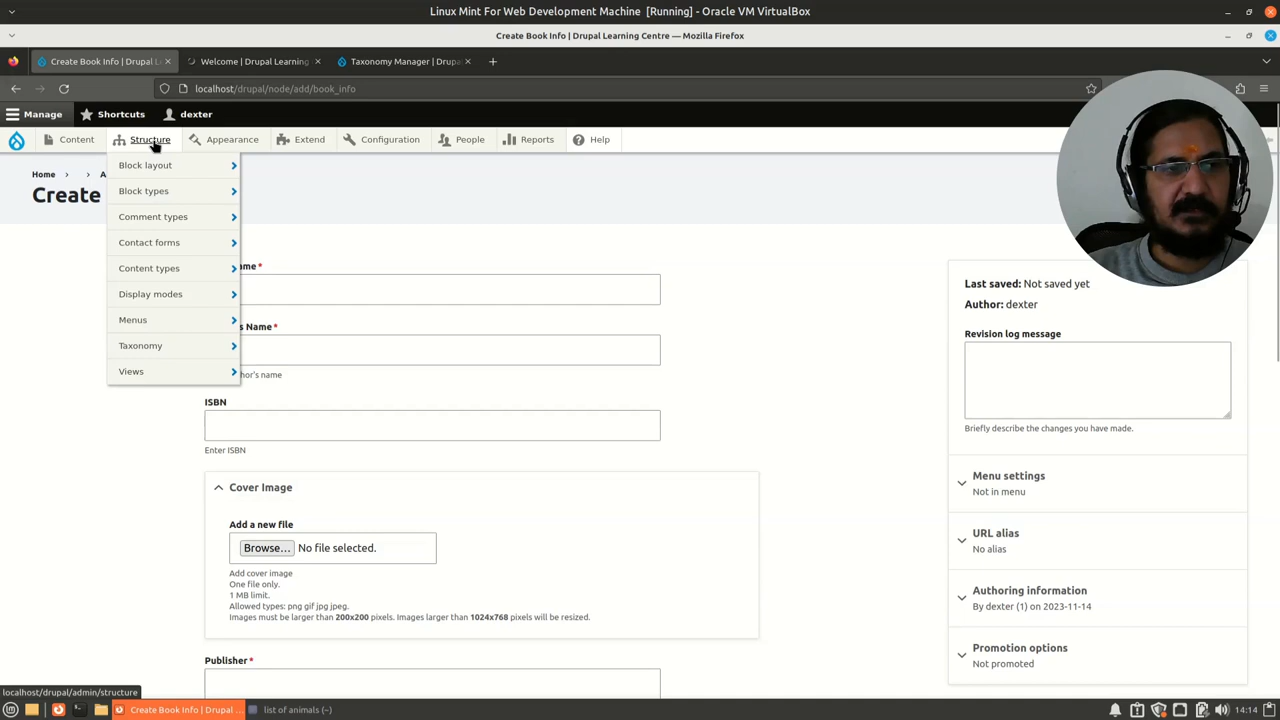 Linux Mint For Web Development Machine [Running] - Oracle VM VirtualBox
Create Book Info | Drupal Learning Centre — Mozilla Firefox
Create Book Info | Drupal L
Welcome | Drupal Learning
Taxonomy Manager | Drupa
localhost/drupal/node/add/book_info
Manage
Shortcuts
dexter
Content
Structure
Appearance
Extend
Configuration
People
Reports
Help
Block layout
Block types
Comment types
Contact forms
Content types
Display modes
Menus
Taxonomy
Views
Home
Create
ame *
s Name *
hor's name
ISBN
Enter ISBN
Cover Image
Add a new file
Browse... No file selected.
Add cover image
One file only.
1 MB limit.
Allowed types: png gif jpg jpeg.
Images must be larger than 200x200 pixels. Images larger than 1024x768 pixels will be resized.
Publisher *
Last saved: Not saved yet
Author: dexter
Revision log message
Briefly describe the changes you have made.
Menu settings
Not in menu
URL alias
No alias
Authoring information
By dexter (1) on 2023-11-14
Promotion options
Not promoted
localhost/drupal/admin/structure
Create Book Info | Drupal ...
list of animals (~)
14:14